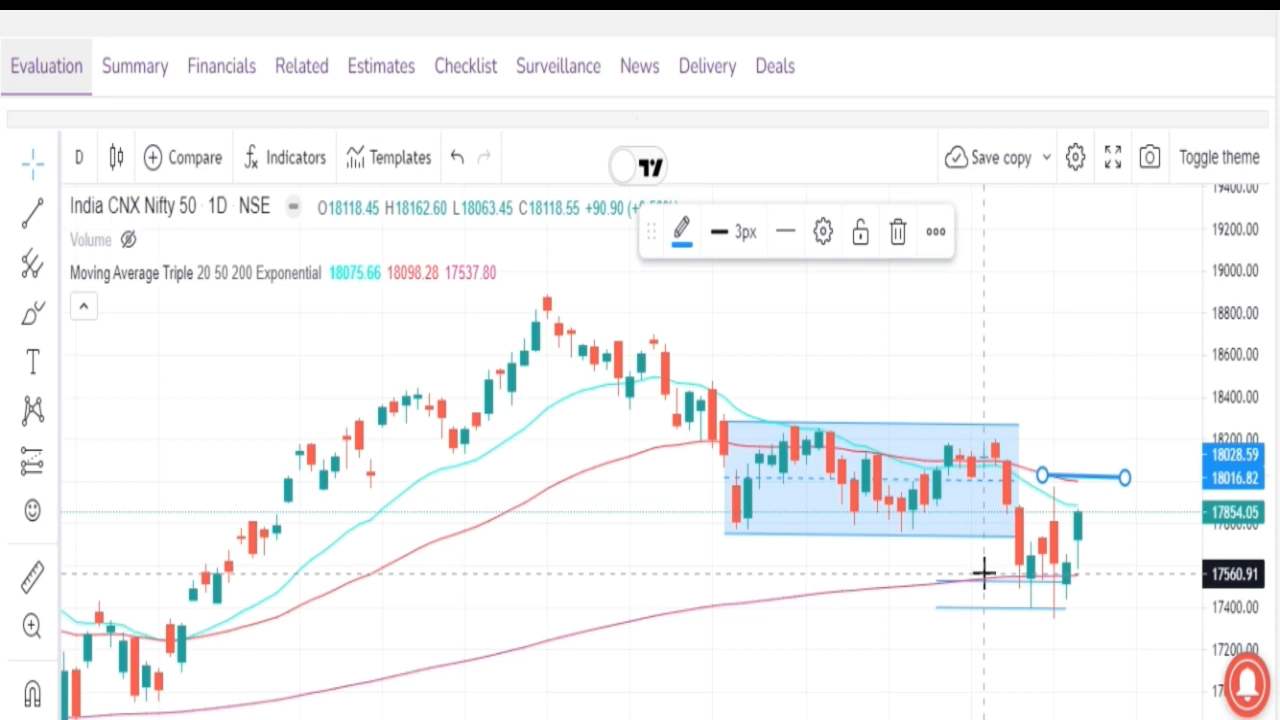 Evaluation Summary Financials Related Estimates Checklist Surveillance News Delivery Deals
D Compare Indicators Templates Save copy Toggle theme
India CNX Nifty 50 · 1D · NSE O18118.45 H18162.60 L18063.45 C18118.55 +90.90
Volume
Moving Average Triple 20 50 200 Exponential 18075.66 18098.28 17537.80
3px
19400.00
19200.00
19000.00
18800.00
18600.00
18400.00
18200.00
18028.59
18016.82
17854.05
17560.91
17400.00
17200.00